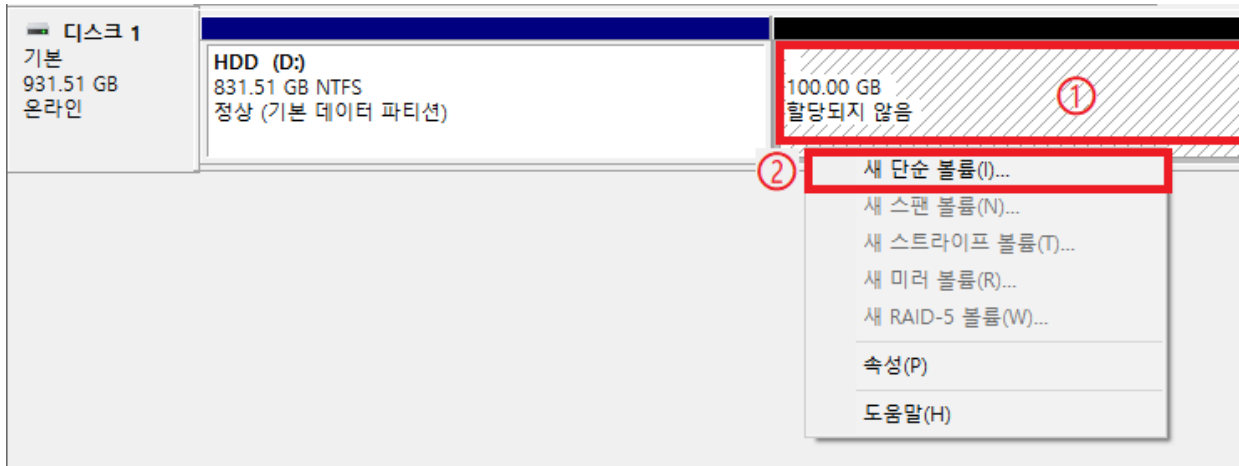 디스크 1
기본
931.51 GB
온라인
HDD (D:)
831.51 GB NTFS
정상 (기본 데이터 파티션)
100.00 GB
할당되지 않음
①
②
새 단순 볼륨(I)...
새 스팬 볼륨(N)...
새 스트라이프 볼륨(T)...
새 미러 볼륨(R)...
새 RAID-5 볼륨(W)...
속성(P)
도움말(H)